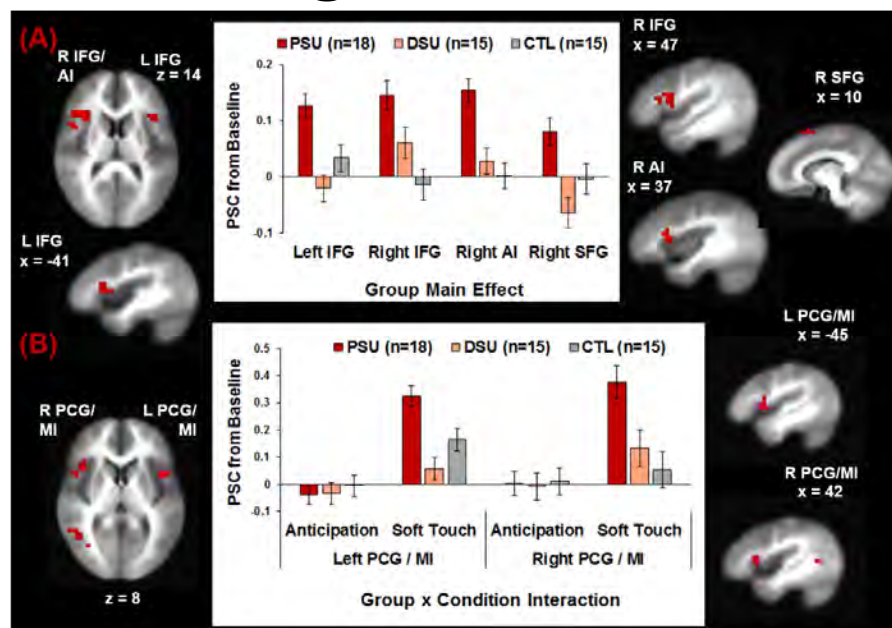 (A)
R IFG/
AI
L IFG
z = 14
L IFG
x = -41
PSU (n=18) DSU (n=15) CTL (n=15)
PSC from Baseline
0.2
0.1
0
-0.1
Left IFG Right IFG Right AI Right SFG
Group Main Effect
R IFG
x = 47
R SFG
x = 10
R AI
x = 37
(B)
R PCG/
MI
L PCG/
MI
z = 8
PSU (n=18) DSU (n=15) CTL (n=15)
PSC from Baseline
0.5
0.4
0.3
0.2
0.1
0
-0.1
Anticipation Soft Touch Anticipation Soft Touch
Left PCG / MI Right PCG / MI
Group x Condition Interaction
L PCG/MI
x = -45
R PCG/MI
x = 42